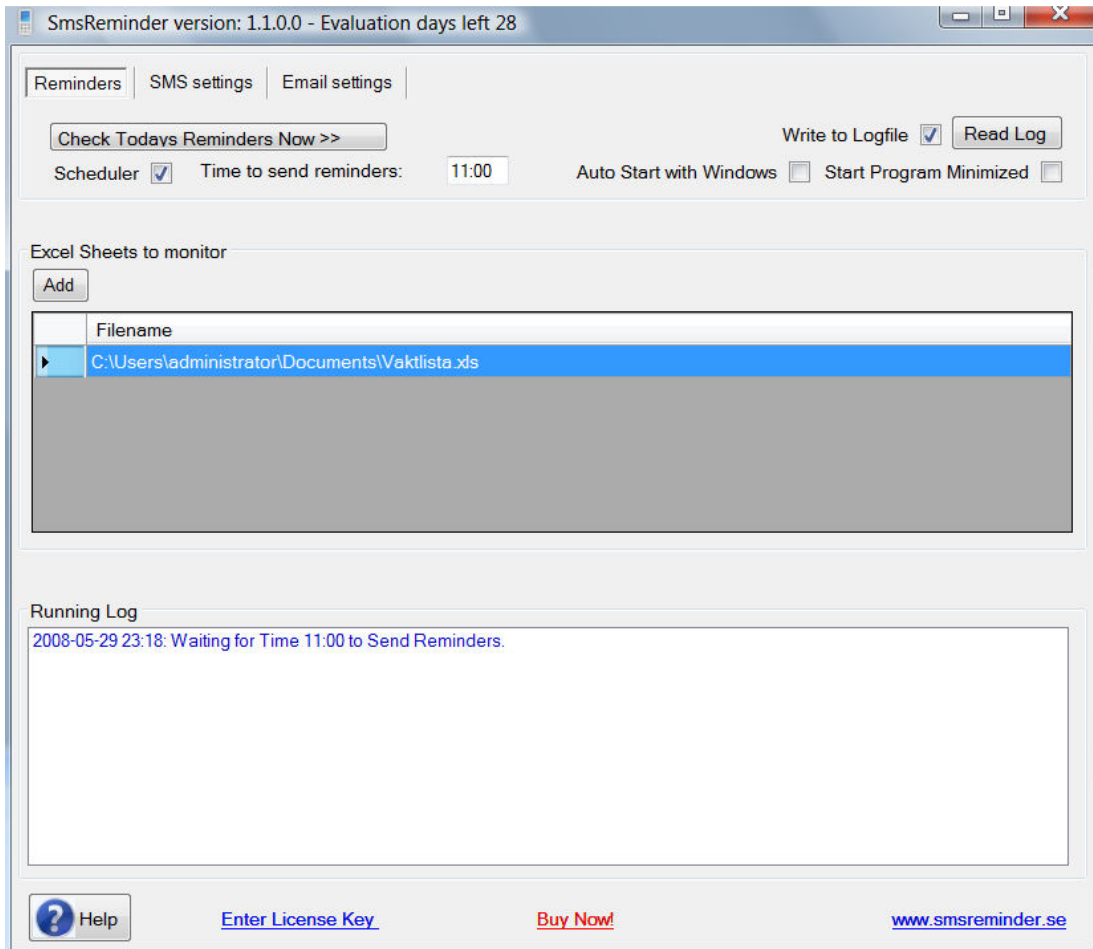 SmsReminder version: 1.1.0.0 - Evaluation days left 28
Reminders SMS settings Email settings
Check Todays Reminders Now >> Write to Logfile Read Log
Scheduler Time to send reminders: 11:00 Auto Start with Windows Start Program Minimized
Excel Sheets to monitor
Add
Filename
C:\Users\administrator\Documents\Vaktlista.xls
Running Log
2008-05-29 23:18: Waiting for Time 11:00 to Send Reminders.
Help Enter License Key Buy Now! www.smsreminder.se